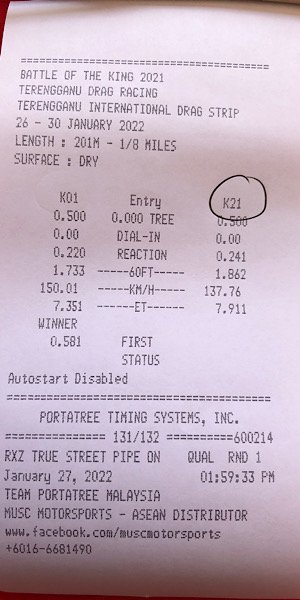 =====================================
BATTLE OF THE KING 2021
TERENGGANU DRAG RACING
TERENGGANU INTERNATIONAL DRAG STRIP
26 - 30 JANUARY 2022
LENGTH : 201M - 1/8 MILES
SURFACE : DRY
K01 Entry K21
0.500 0.000 TREE 0.500
0.00 DIAL-IN 0.00
0.220 REACTION 0.241
1.733 ------60FT------ 1.862
150.01 ------KM/H------ 137.76
7.351 -------ET------- 7.911
WINNER
0.581 FIRST
STATUS
Autostart Disabled
=====================================
PORTATREE TIMING SYSTEMS, INC.
=============== 131/132 ==========600214
RXZ TRUE STREET PIPE ON QUAL RND 1
January 27, 2022 01:59:33 PM
TEAM PORTATREE MALAYSIA
MUSC MOTORSPORTS - ASEAN DISTRIBUTOR
www.facebook.com/muscmotorsports
+6016-6681490